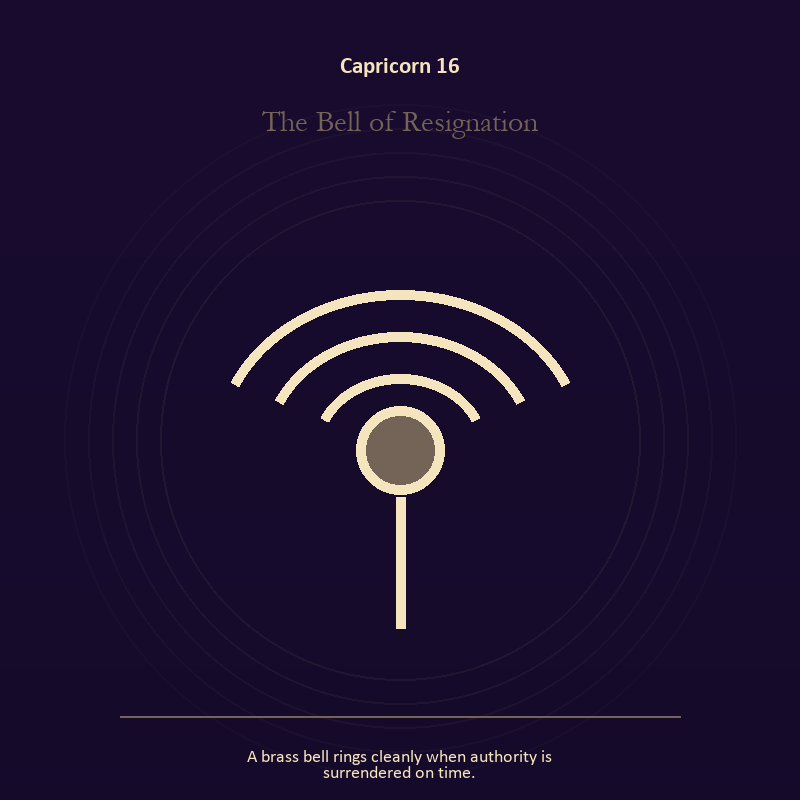 Capricorn 16
The Bell of Resignation
A brass bell rings cleanly when authority is
surrendered on time.